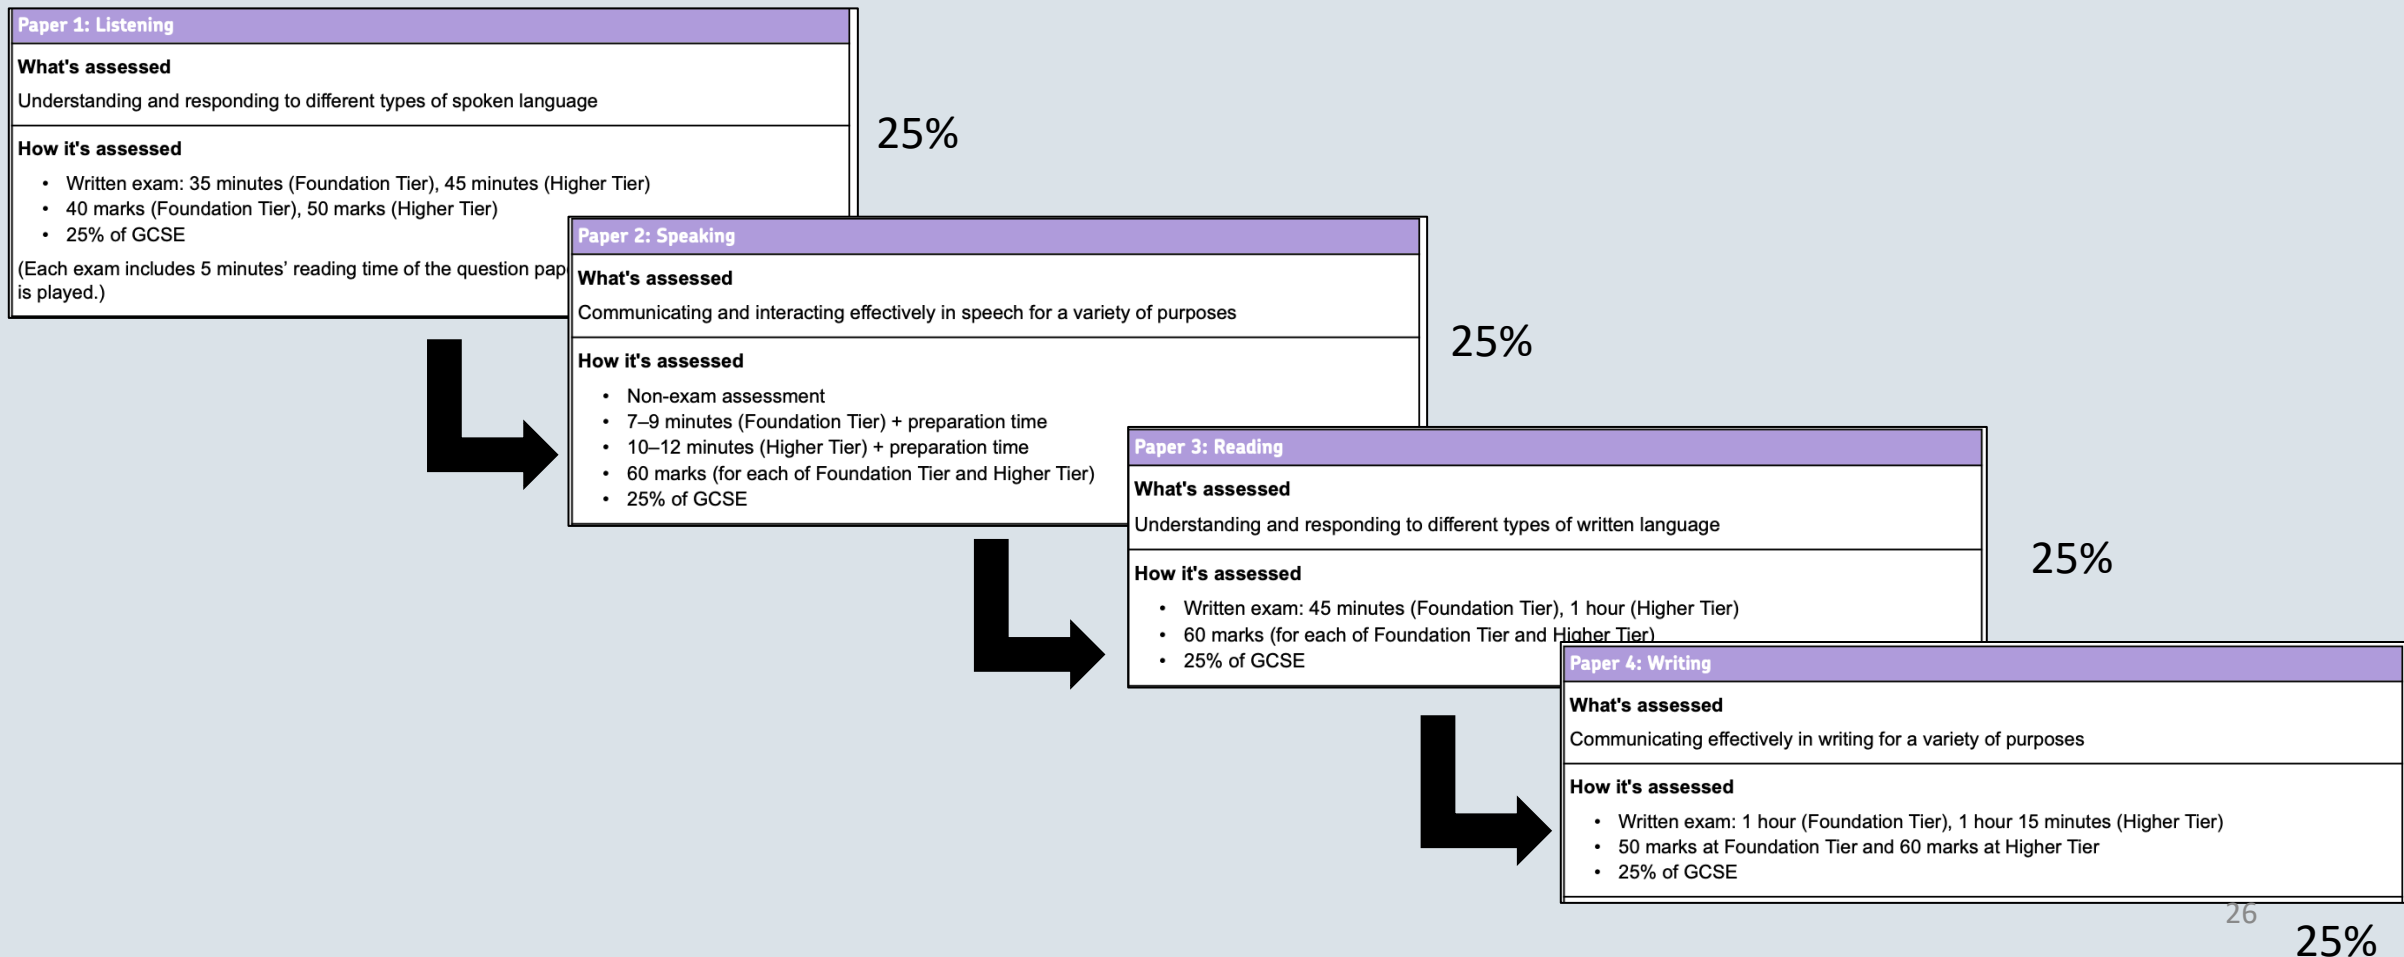 Paper 1: Listening
What's assessed
Understanding and responding to different types of spoken language
How it's assessed
• Written exam: 35 minutes (Foundation Tier), 45 minutes (Higher Tier)
• 40 marks (Foundation Tier), 50 marks (Higher Tier)
• 25% of GCSE
(Each exam includes 5 minutes’ reading time of the question
is played.)
25%
Paper 2: Speaking
What's assessed
Communicating and interacting effectively in speech for a variety of purposes
How it's assessed
• Non-exam assessment
• 7–9 minutes (Foundation Tier) + preparation time
• 10–12 minutes (Higher Tier) + preparation time
• 60 marks (for each of Foundation Tier and Higher Tier)
• 25% of GCSE
25%
Paper 3: Reading
What's assessed
Understanding and responding to different types of written language
How it's assessed
• Written exam: 45 minutes (Foundation Tier), 1 hour (Higher Tier)
• 60 marks (for each of Foundation Tier and Higher Tier)
• 25% of GCSE
25%
Paper 4: Writing
What's assessed
Communicating effectively in writing for a variety of purposes
How it's assessed
• Written exam: 1 hour (Foundation Tier), 1 hour 15 minutes (Higher Tier)
• 50 marks at Foundation Tier and 60 marks at Higher Tier
• 25% of GCSE
26
25%